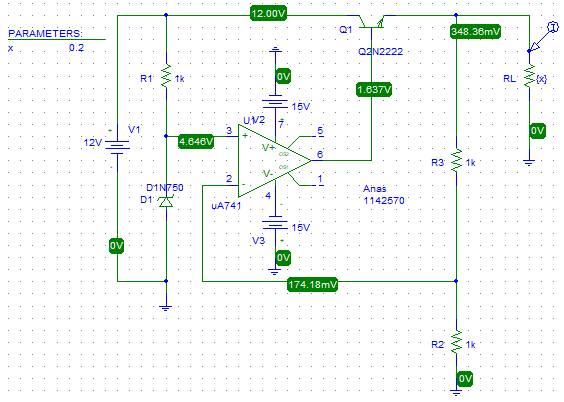 12.00V
PARAMETERS:
x 0.2
Q1
Q2N2222
348.36mV
I
R1 1k
0V
1.637V
RL {x}
15V
V1
12V
U1 V2
7
4.646V
3
5
0V
V+
OS2
6
OS1
R3 1k
2
V-
1
D1N750
D1
uA741
4
Anas
1142570
15V
V3
0V
0V
174.18mV
R2 1k
0V